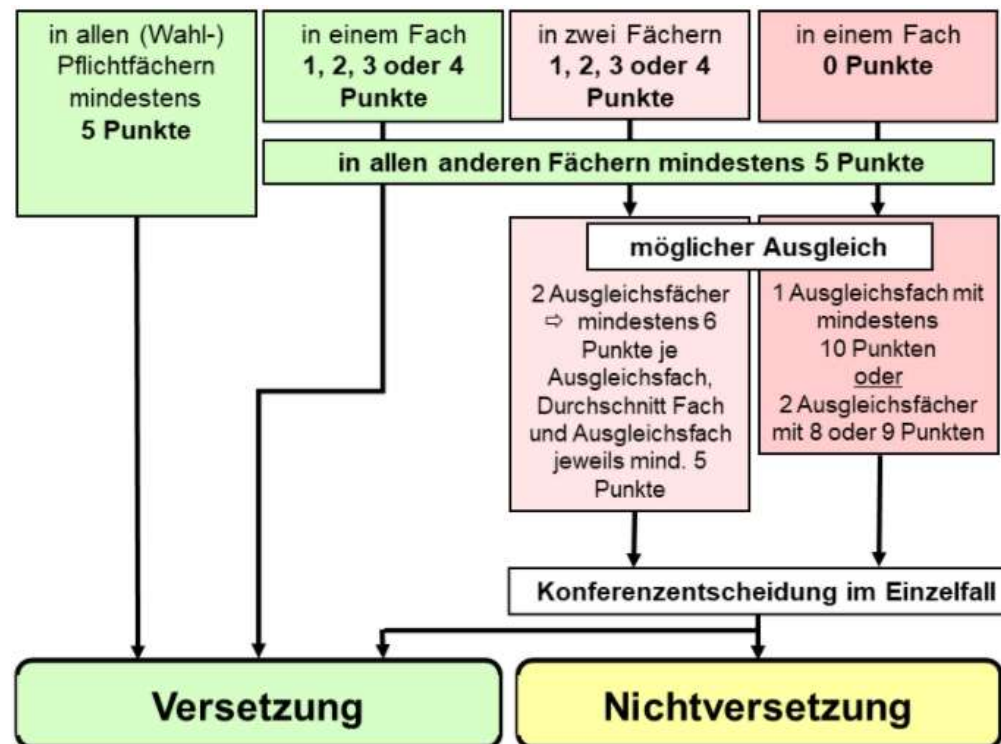 in allen (Wahl-)
Pflichtfächern
mindestens
5 Punkte
in einem Fach
1, 2, 3 oder 4
Punkte
in zwei Fächern
1, 2, 3 oder 4
Punkte
in einem Fach
0 Punkte
in allen anderen Fächern mindestens 5 Punkte
möglicher Ausgleich
2 Ausgleichsfächer
⇨ mindestens 6
Punkte je
Ausgleichsfach,
Durchschnitt Fach
und Ausgleichsfach
jeweils mind. 5
Punkte
1 Ausgleichsfach mit
mindestens
10 Punkten
oder
2 Ausgleichsfächer
mit 8 oder 9 Punkten
Konferenzentscheidung im Einzelfall
Versetzung
Nichtversetzung